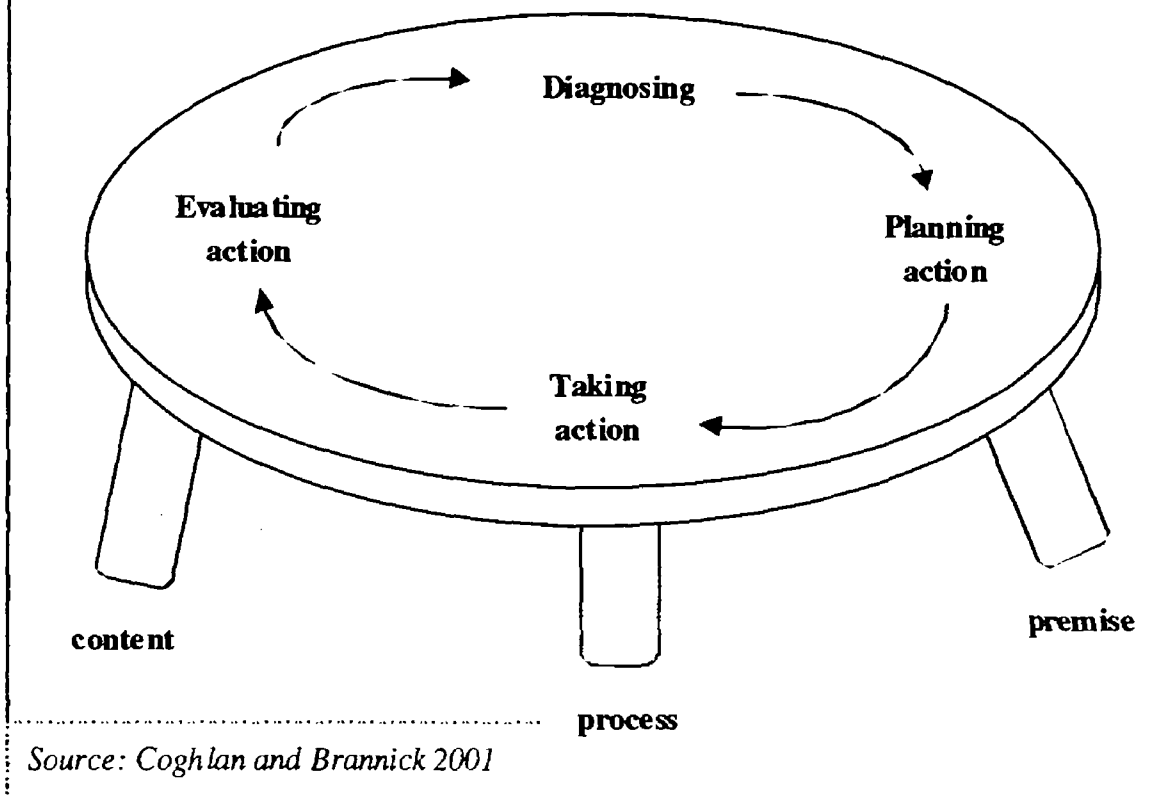 Diagnosing
Evaluating
action
Planning
action
Taking
action
content
premise
process
Source: Coghlan and Brannick 2001